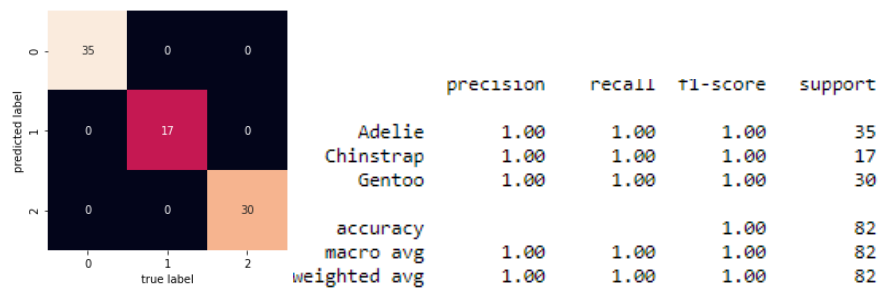 0 35 0 0
1 0 17 0
2 0 0 30
0 1 2
predicted label
true label
precision recall f1-score support
Adelie 1.00 1.00 1.00 35
Chinstrap 1.00 1.00 1.00 17
Gentoo 1.00 1.00 1.00 30
accuracy 1.00 82
macro avg 1.00 1.00 1.00 82
weighted avg 1.00 1.00 1.00 82